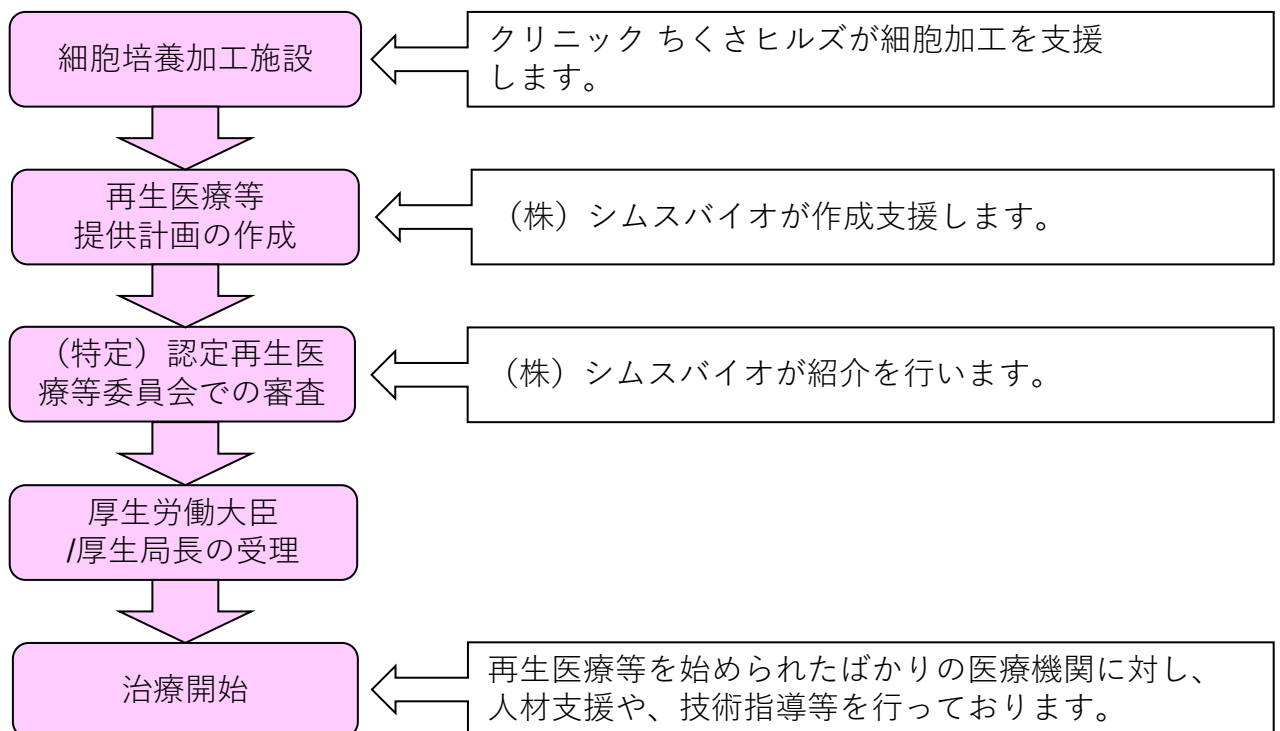 細胞培養加工施設
クリニック ちくさヒルズが細胞加工を支援
します。
再生医療等
提供計画の作成
（株）シムスバイオが作成支援します。
（特定）認定再生医
療等委員会での審査
（株）シムスバイオが紹介を行います。
厚生労働大臣
/厚生局長の受理
治療開始
再生医療等を始められたばかりの医療機関に対し、
人材支援や、技術指導等を行っております。